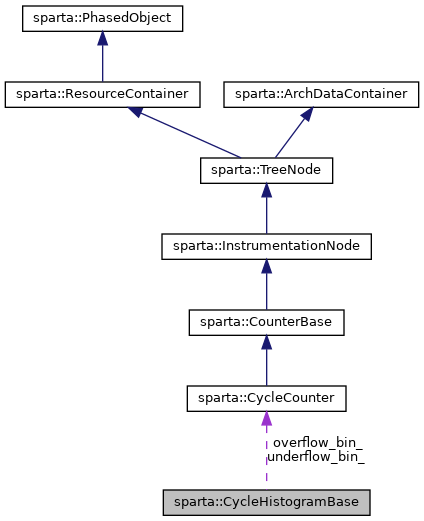 sparta::PhasedObject
sparta::ResourceContainer
sparta::ArchDataContainer
sparta::TreeNode
sparta::InstrumentationNode
sparta::CounterBase
sparta::CycleCounter
overflow_bin_
underflow_bin_
sparta::CycleHistogramBase